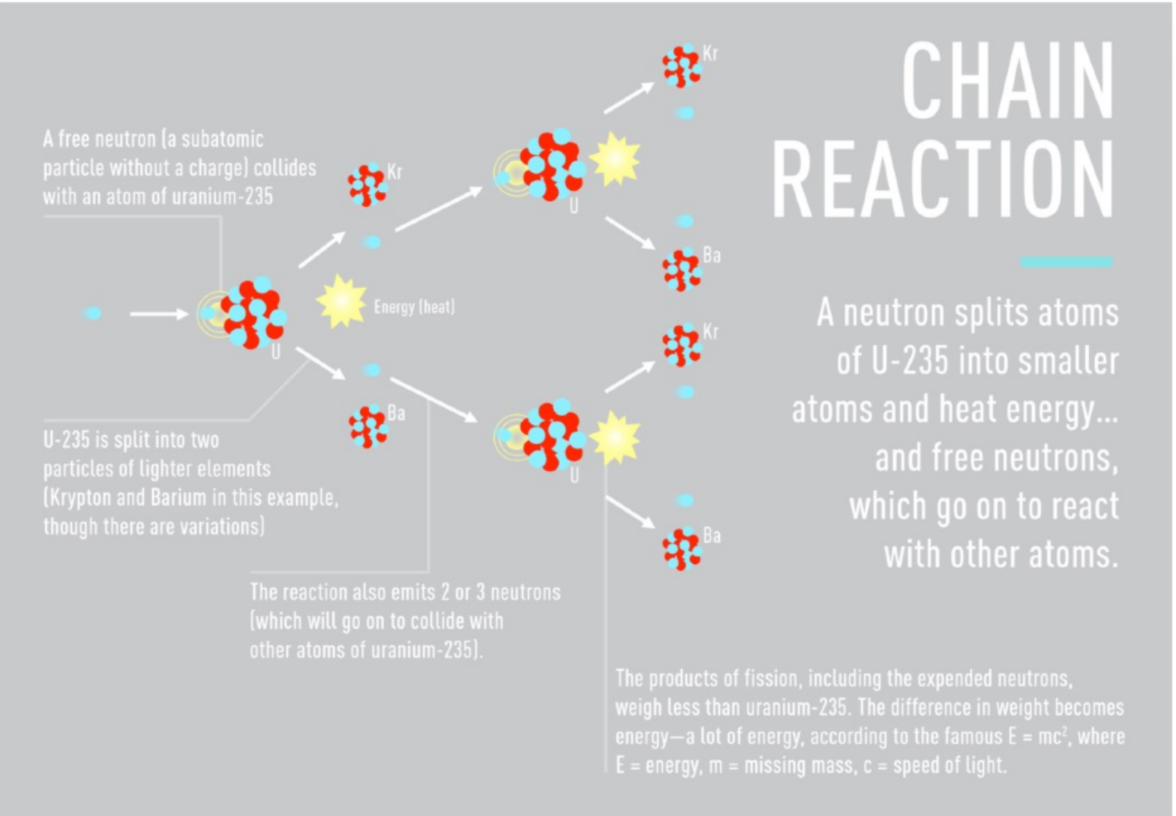 CHAIN
REACTION
A neutron splits atoms
of U-235 into smaller
atoms and heat energy...
and free neutrons,
which go on to react
with other atoms.
A free neutron (a subatomic
particle without a charge) collides
with an atom of uranium-235
U
Kr
Energy (heat)
Ba
U-235 is split into two
particles of lighter elements
(Krypton and Barium in this example,
though there are variations)
The reaction also emits 2 or 3 neutrons
(which will go on to collide with
other atoms of uranium-235).
U
Kr
Ba
U
Kr
Ba
The products of fission, including the expended neutrons,
weigh less than uranium-235. The difference in weight becomes
energy—a lot of energy, according to the famous E = mc², where
E = energy, m = missing mass, c = speed of light.